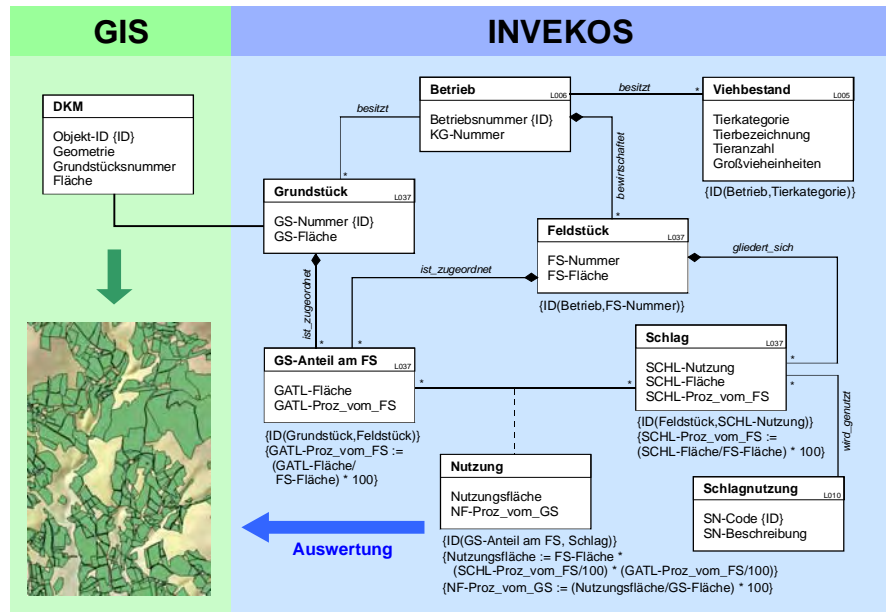 GIS
INVEKOS
DKM
Objekt-ID {ID}
Geometrie
Grundstücksnummer
Fläche
Betrieb
L006
Betriebsnummer {ID}
KG-Nummer
besitzt
*
Viehbestand
L005
Tierkategorie
Tierbezeichnung
Tieranzahl
Großvieheinheiten
{ID(Betrieb,Tierkategorie)}
besitzt
*
Grundstück
L037
GS-Nummer {ID}
GS-Fläche
bewirtschaftet
*
Feldstück
L037
FS-Nummer
FS-Fläche
{ID(Betrieb,FS-Nummer)}
gliedert_sich
*
ist_zugeordnet
*
ist_zugeordnet
*
GS-Anteil am FS
L037
GATL-Fläche
GATL-Proz_vom_FS
{ID(Grundstück,Feldstück)}
{GATL-Proz_vom_FS :=
(GATL-Fläche/
FS-Fläche) * 100}
*
*
Schlag
L037
SCHL-Nutzung
SCHL-Fläche
SCHL-Proz_vom_FS
{ID(Feldstück,SCHL-Nutzung)}
{SCHL-Proz_vom_FS :=
(SCHL-Fläche/FS-Fläche) * 100}
*
wird_genutzt
Nutzung
Nutzungsfläche
NF-Proz_vom_GS
{ID(GS-Anteil am FS, Schlag)}
{Nutzungsfläche := FS-Fläche *
(SCHL-Proz_vom_FS/100) * (GATL-Proz_vom_FS/100)}
{NF-Proz_vom_GS := (Nutzungsfläche/GS-Fläche) * 100}
Schlagnutzung
L010
SN-Code {ID}
SN-Beschreibung
Auswertung